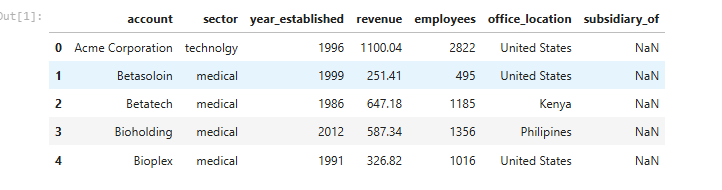 Out[1]:
account sector year_established revenue employees office_location subsidiary_of
0 Acme Corporation technolgy 1996 1100.04 2822 United States NaN
1 Betasoloin medical 1999 251.41 495 United States NaN
2 Betatech medical 1986 647.18 1185 Kenya NaN
3 Bioholding medical 2012 587.34 1356 Philipines NaN
4 Bioplex medical 1991 326.82 1016 United States NaN